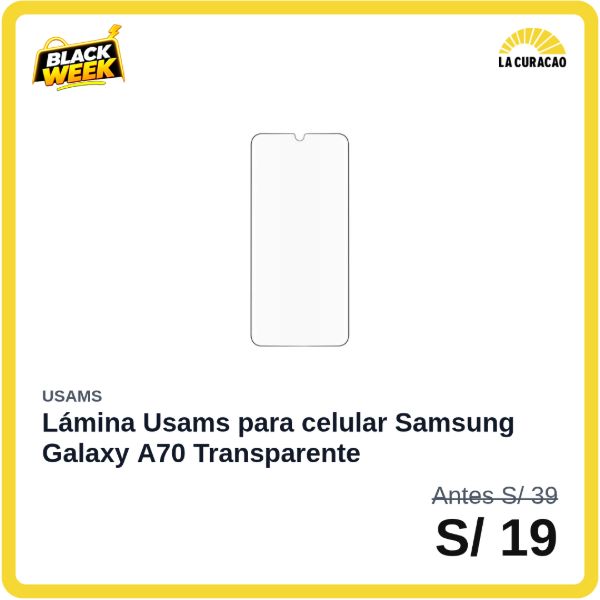 BLACK
WEEK
LA CURACAO
USAMS
Lámina Usams para celular Samsung
Galaxy A70 Transparente
Antes S/ 39
S/ 19